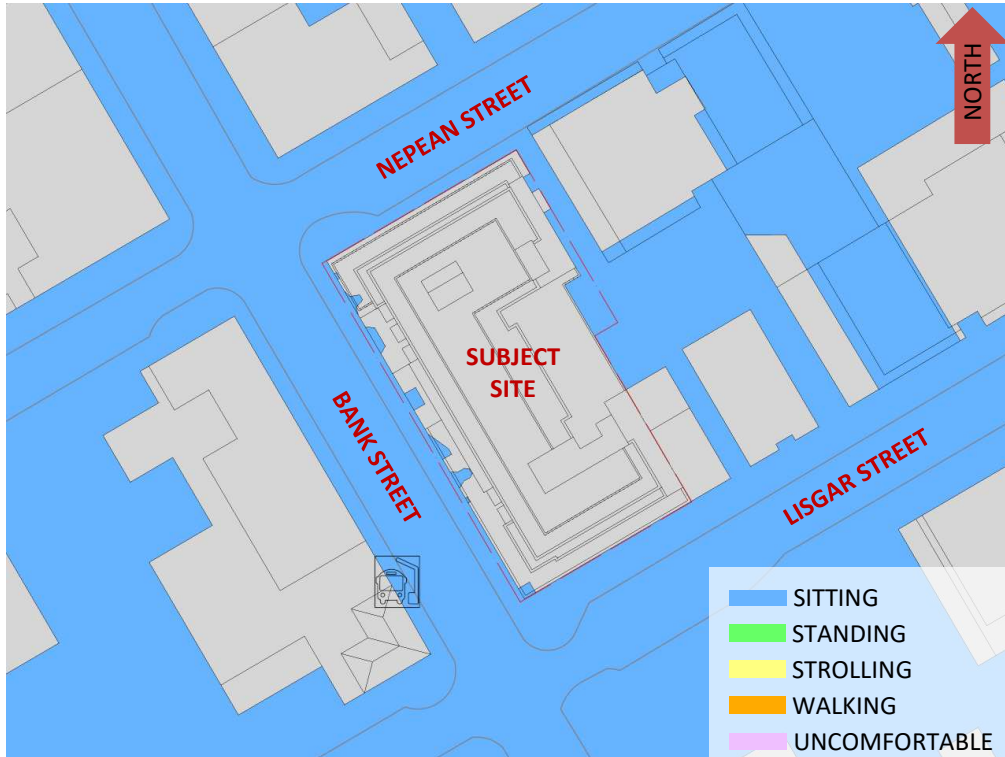 NORTH
NEPEAN STREET
SUBJECT
SITE
BANK STREET
LISGAR STREET
SITTING
STANDING
STROLLING
WALKING
UNCOMFORTABLE